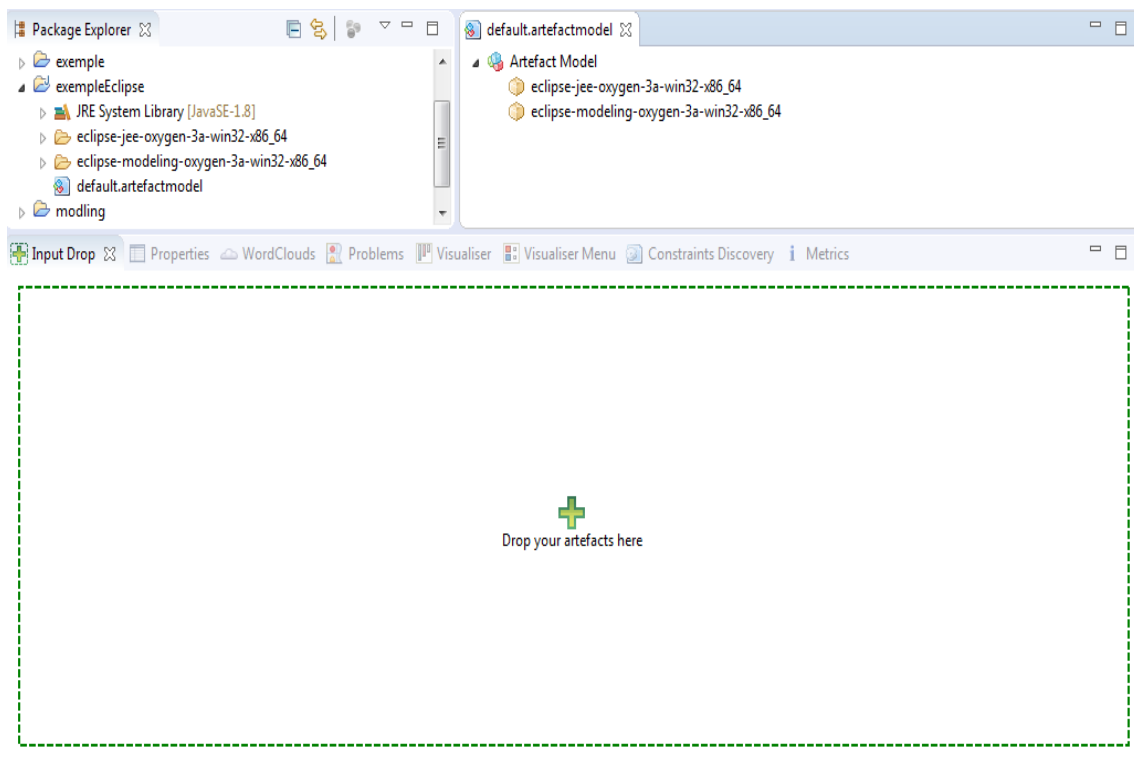 Package Explorer
exemple
exempleEclipse
JRE System Library [JavaSE-1.8]
eclipse-jee-oxygen-3a-win32-x86_64
eclipse-modeling-oxygen-3a-win32-x86_64
default.artefactmodel
modling
default.artefactmodel
Artefact Model
eclipse-jee-oxygen-3a-win32-x86_64
eclipse-modeling-oxygen-3a-win32-x86_64
Input Drop Properties WordClouds Problems Visualiser Visualiser Menu Constraints Discovery Metrics
Drop your artefacts here